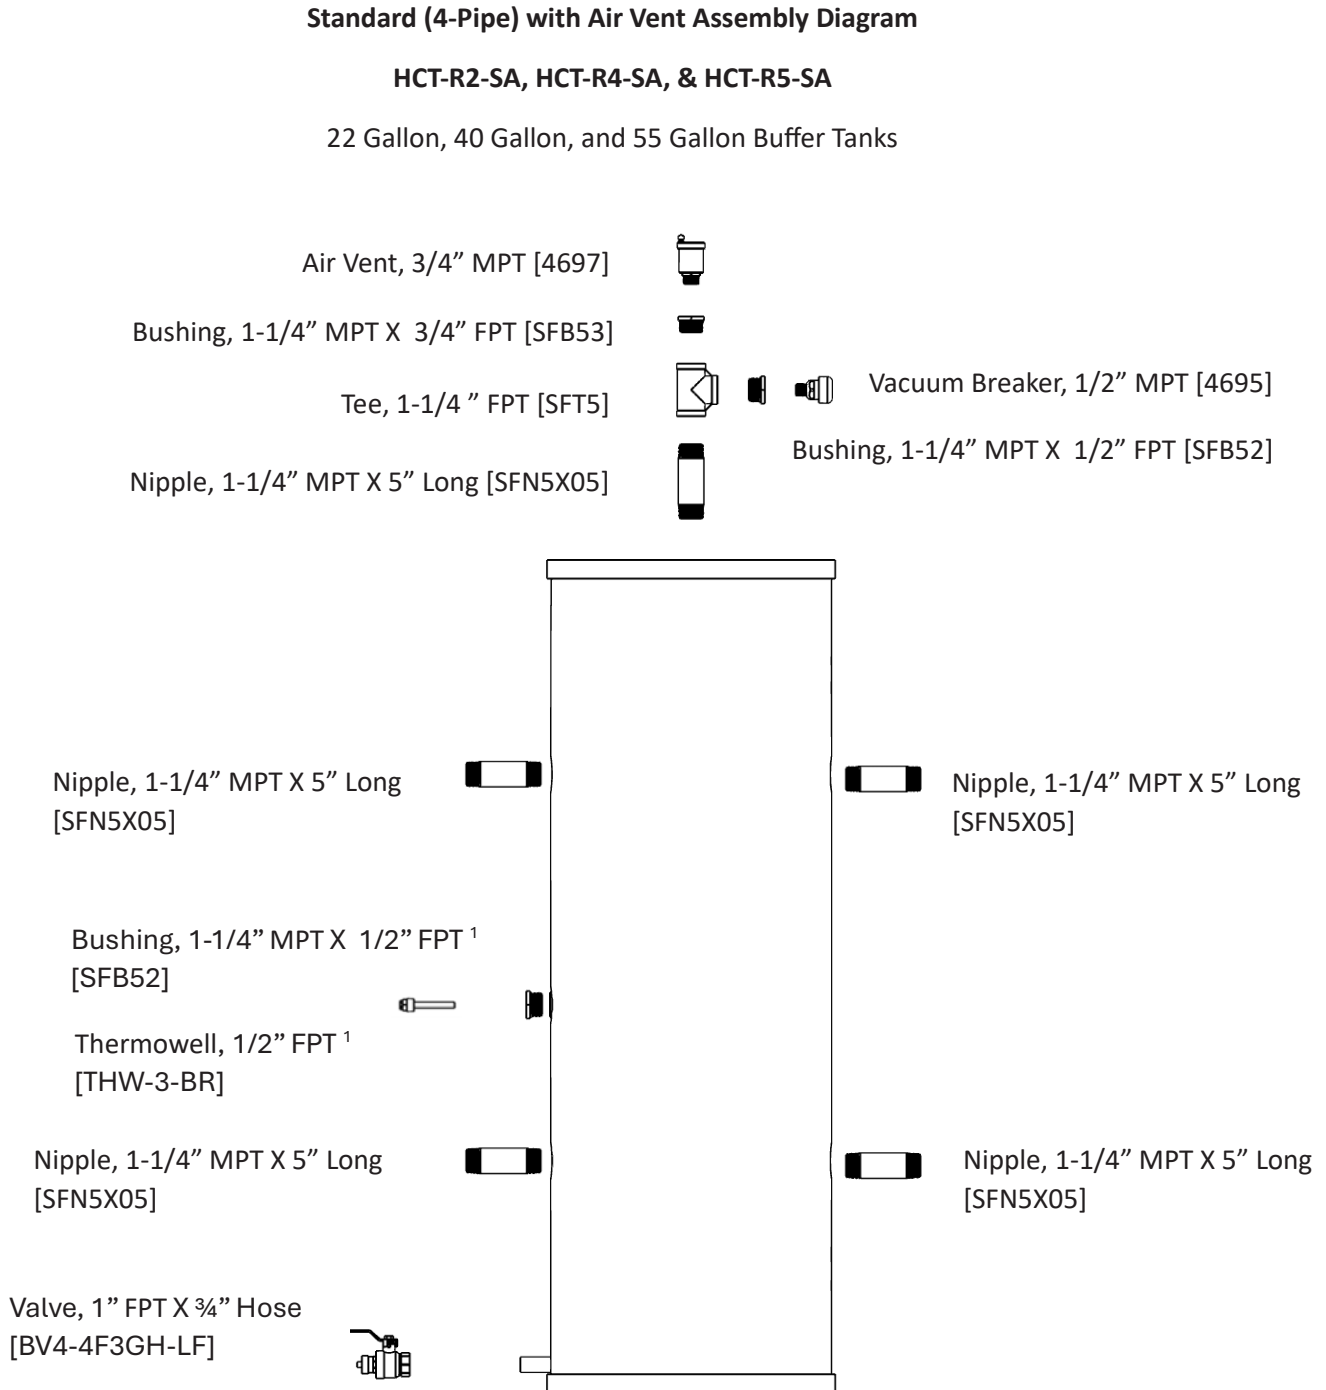 Standard (4-Pipe) with Air Vent Assembly Diagram
HCT-R2-SA, HCT-R4-SA, & HCT-R5-SA
22 Gallon, 40 Gallon, and 55 Gallon Buffer Tanks
Air Vent, 3/4” MPT [4697]
Bushing, 1-1/4” MPT X 3/4” FPT [SFB53]
Tee, 1-1/4 ” FPT [SFT5]
Vacuum Breaker, 1/2” MPT [4695]
Bushing, 1-1/4” MPT X 1/2” FPT [SFB52]
Nipple, 1-1/4” MPT X 5” Long [SFN5X05]
Nipple, 1-1/4” MPT X 5” Long
[SFN5X05]
Nipple, 1-1/4” MPT X 5” Long
[SFN5X05]
Bushing, 1-1/4” MPT X 1/2” FPT ¹
[SFB52]
Thermowell, 1/2” FPT ¹
[THW-3-BR]
Nipple, 1-1/4” MPT X 5” Long
[SFN5X05]
Nipple, 1-1/4” MPT X 5” Long
[SFN5X05]
Valve, 1” FPT X ¾” Hose
[BV4-4F3GH-LF]